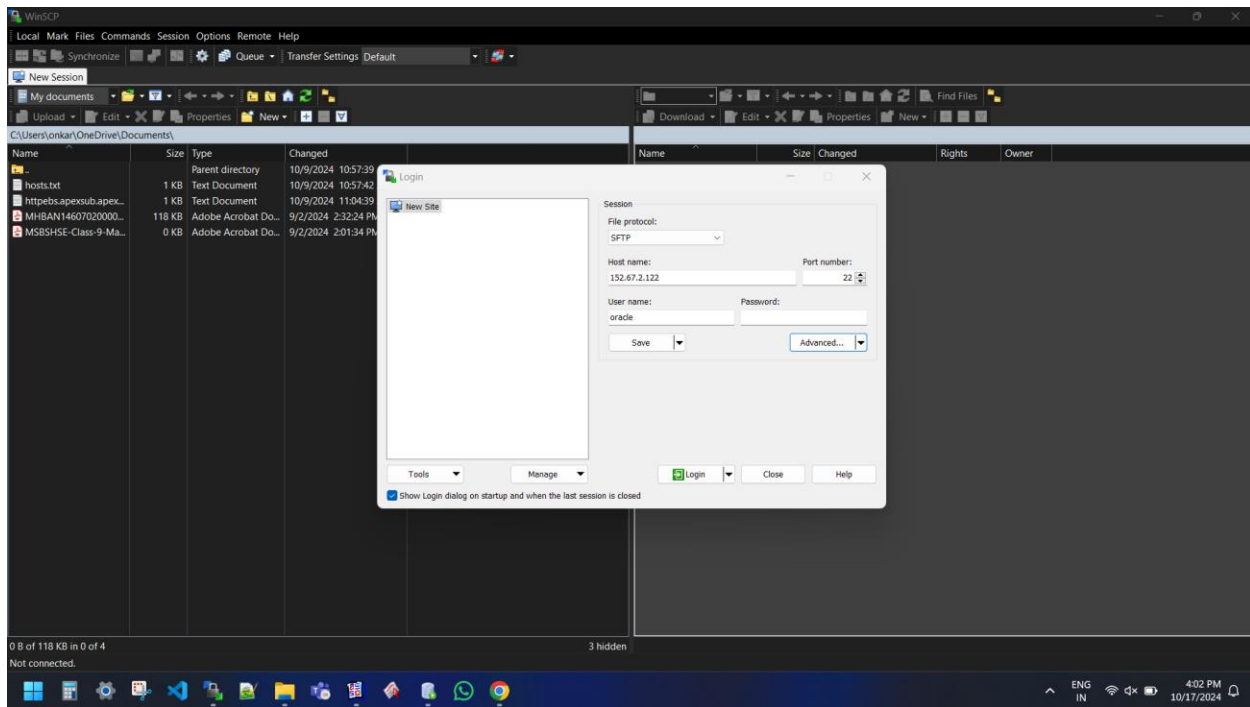 WinSCP
Local Mark Files Commands Session Options Remote Help
Synchronize Queue Transfer Settings Default
New Session
My documents Find Files
Upload Edit Properties New Download Edit Properties New
C:\Users\onkar\OneDrive\Documents\
Name Size Type Changed Name Size Changed Rights Owner
.. Parent directory 10/9/2024 10:57:39
hosts.txt 1 KB Text Document 10/9/2024 10:57:42
httpebs.apexsub.apex... 1 KB Text Document 10/9/2024 11:04:39
MHBAN14607020000... 118 KB Adobe Acrobat Do... 9/2/2024 2:32:24 PM
MSBSHSE-Class-9-Ma... 0 KB Adobe Acrobat Do... 9/2/2024 2:01:34 PM
Login
New Site
Session
File protocol:
SFTP
Host name: Port number:
152.67.2.122 22
User name: Password:
oracle
Save Advanced...
Tools Manage Login Close Help
Show Login dialog on startup and when the last session is closed
0 B of 118 KB in 0 of 4 3 hidden
Not connected.
ENG 4:02 PM
IN 10/17/2024